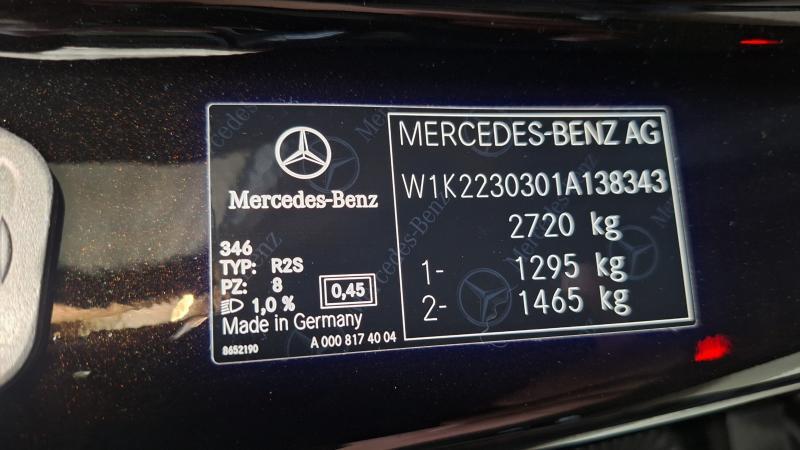 Mercedes-Benz
346
TYP: R2S
PZ: 8
1,0 %
0,45
Made in Germany
8652190
A 000 817 40 04
MERCEDES-BENZ AG
W1K2230301A138343
2720 kg
1- 1295 kg
2- 1465 kg